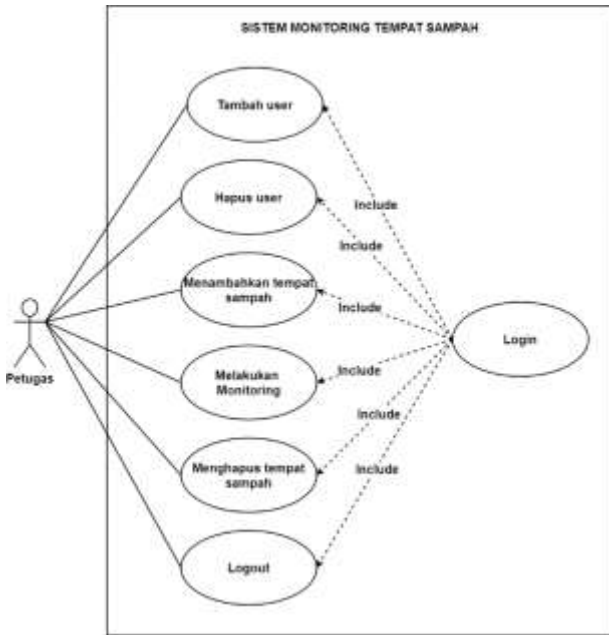 SISTEM MONITORING TEMPAT SAMPAH
Tambah user
Hapus user
Include
Include
Menambahkan tempat
sampah
Include
Login
Petugas
Melakukan
Monitoring
Include
Include
Menghapus tempat
sampah
Include
Logout